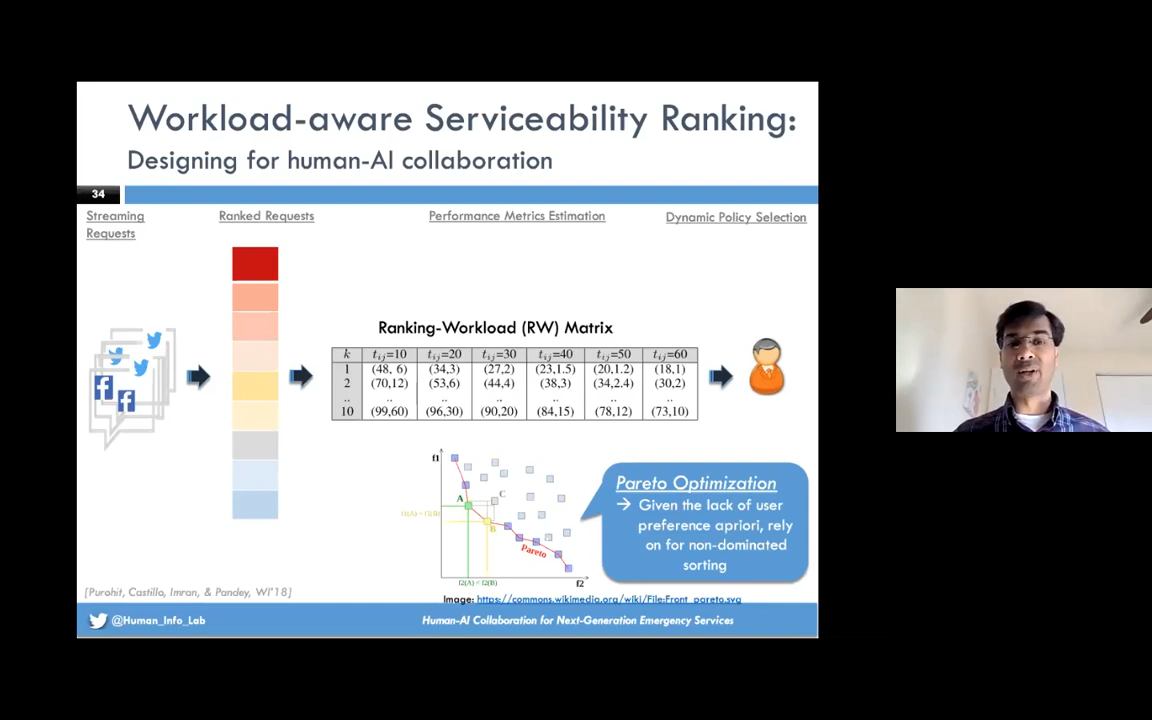 Workload-aware Serviceability Ranking:
Designing for human-AI collaboration
34
Streaming
Requests
Ranked Requests
Performance Metrics Estimation
Dynamic Policy Selection
Ranking-Workload (RW) Matrix
k t_ij=10 t_ij=20 t_ij=30 t_ij=40 t_ij=50 t_ij=60
1 (48, 6) (34,3) (27,2) (23,1.5) (20,1.2) (18,1)
2 (70,12) (53,6) (44,4) (38,3) (34,2.4) (30,2)
.. .. .. .. .. .. ..
10 (99,60) (96,30) (90,20) (84,15) (78,12) (73,10)
f1
A
C
B
Pareto
f2
Pareto Optimization
→ Given the lack of user
preference apriori, rely
on for non-dominated
sorting
[Purohit, Castillo, Imran, & Pandey, WI'18]
Image: https://commons.wikimedia.org/wiki/File:Front_pareto.svg
@Human_Info_Lab
Human-AI Collaboration for Next-Generation Emergency Services